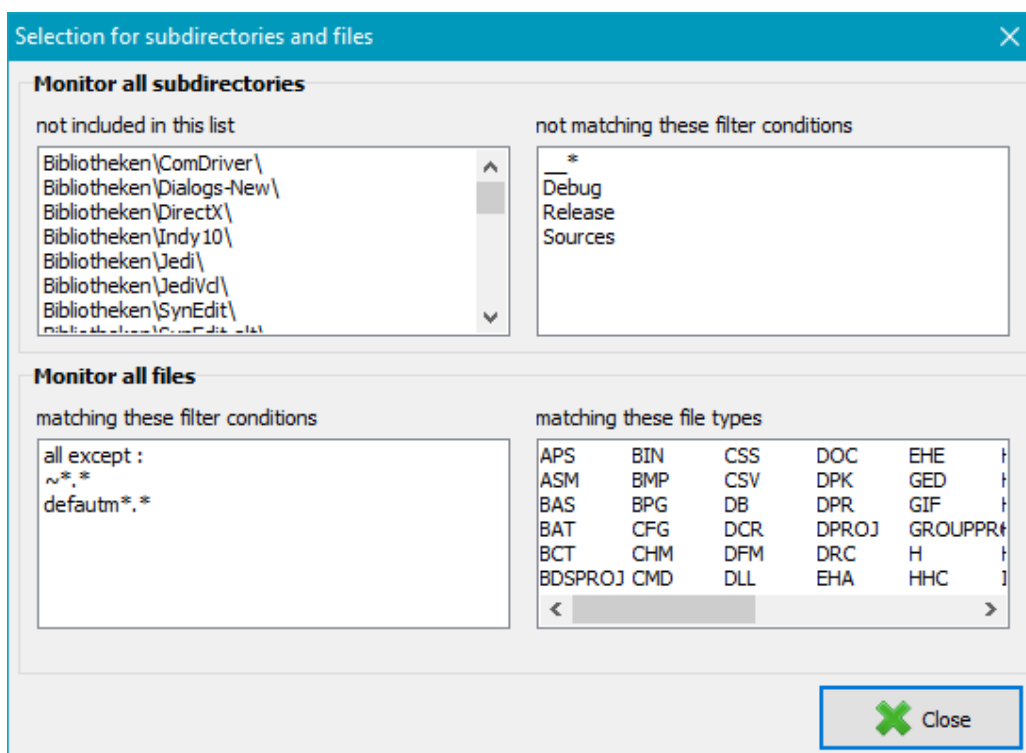 Selection for subdirectories and files
Monitor all subdirectories
not included in this list
Bibliotheken\ComDriver\
Bibliotheken\Dialogs-New\
Bibliotheken\DirectX\
Bibliotheken\Indy10\
Bibliotheken\Jedi\
Bibliotheken\JediVcl\
Bibliotheken\SynEdit\
not matching these filter conditions
__*
Debug
Release
Sources
Monitor all files
matching these filter conditions
all except :
~*.*
defautm*.*
matching these file types
APS BIN CSS DOC EHE
ASM BMP CSV DPK GED
BAS BPG DB DPR GIF
BAT CFG DCR DPROJ
BCT CHM DFM DRC H
BDSPROJ CMD DLL EHA HHC
Close